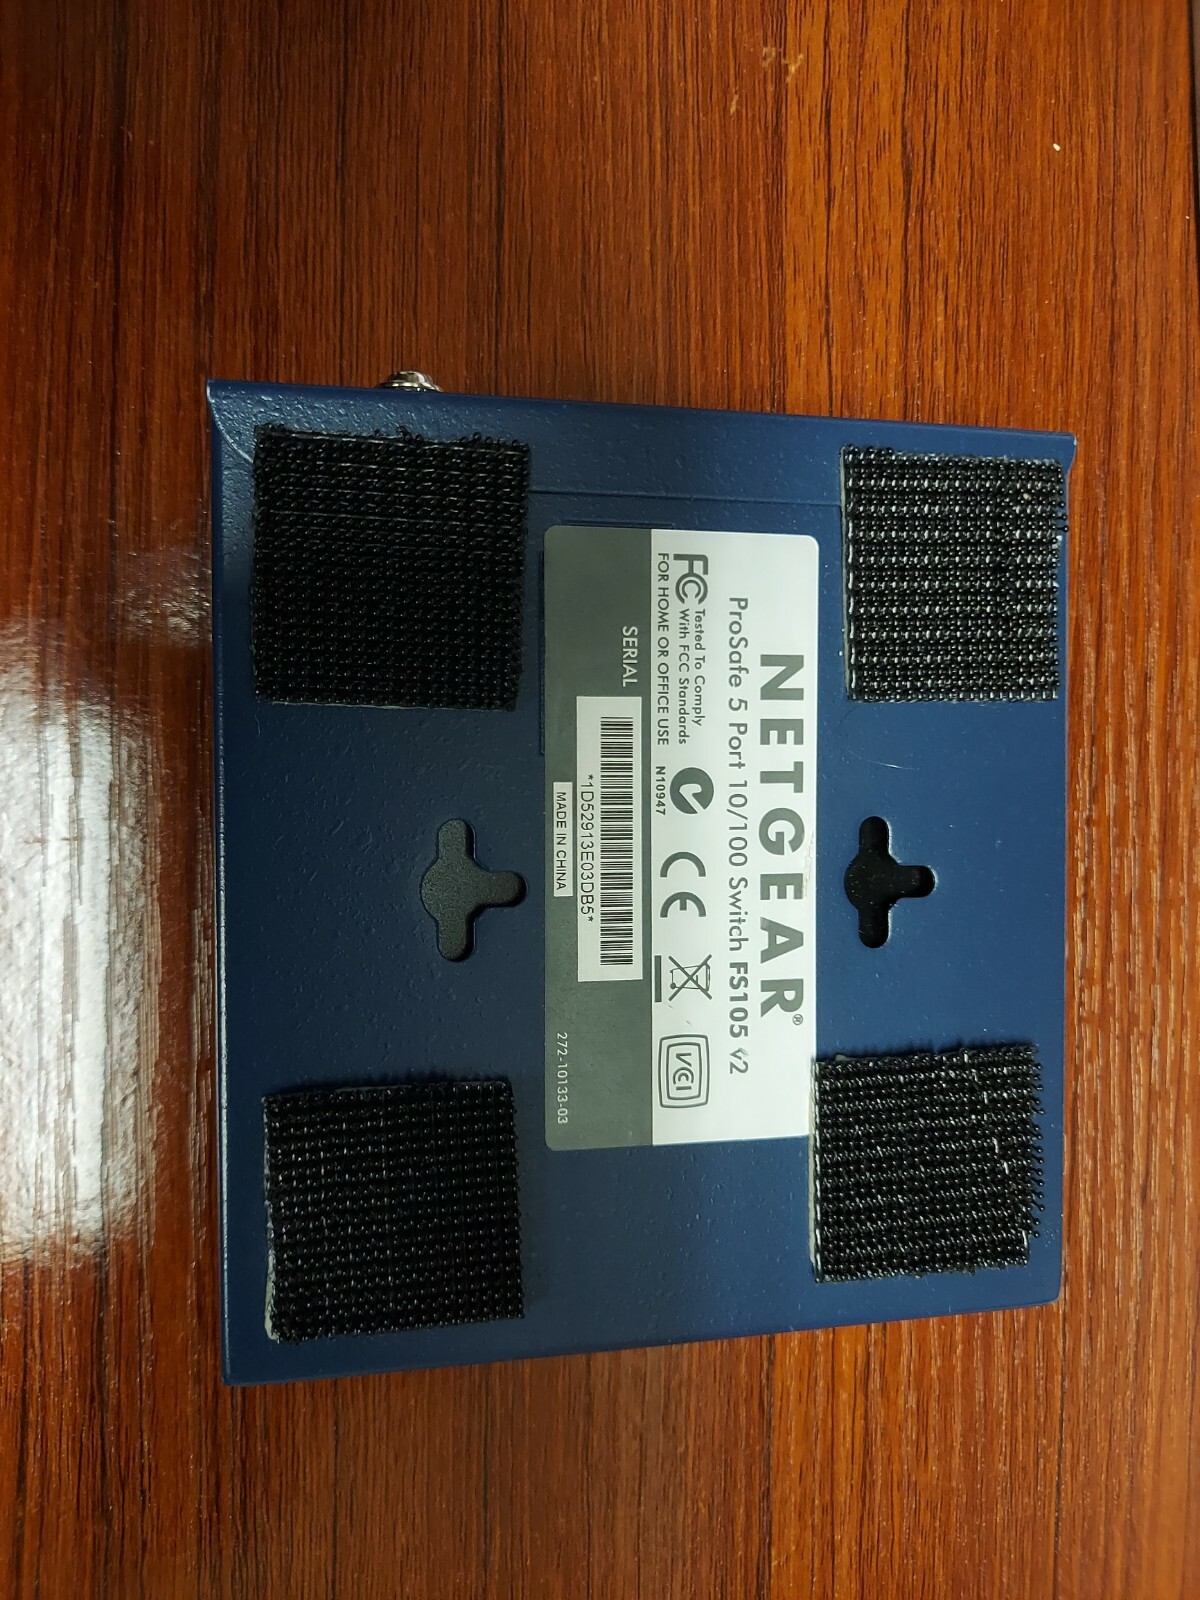 NETGEAR®
ProSafe 5 Port 10/100 Switch FS105 v2
FC Tested To Comply
With FCC Standards
FOR HOME OR OFFICE USE
N10947
CE
VCI
SERIAL
*1D52913E03DB5*
MADE IN CHINA
272-10133-03